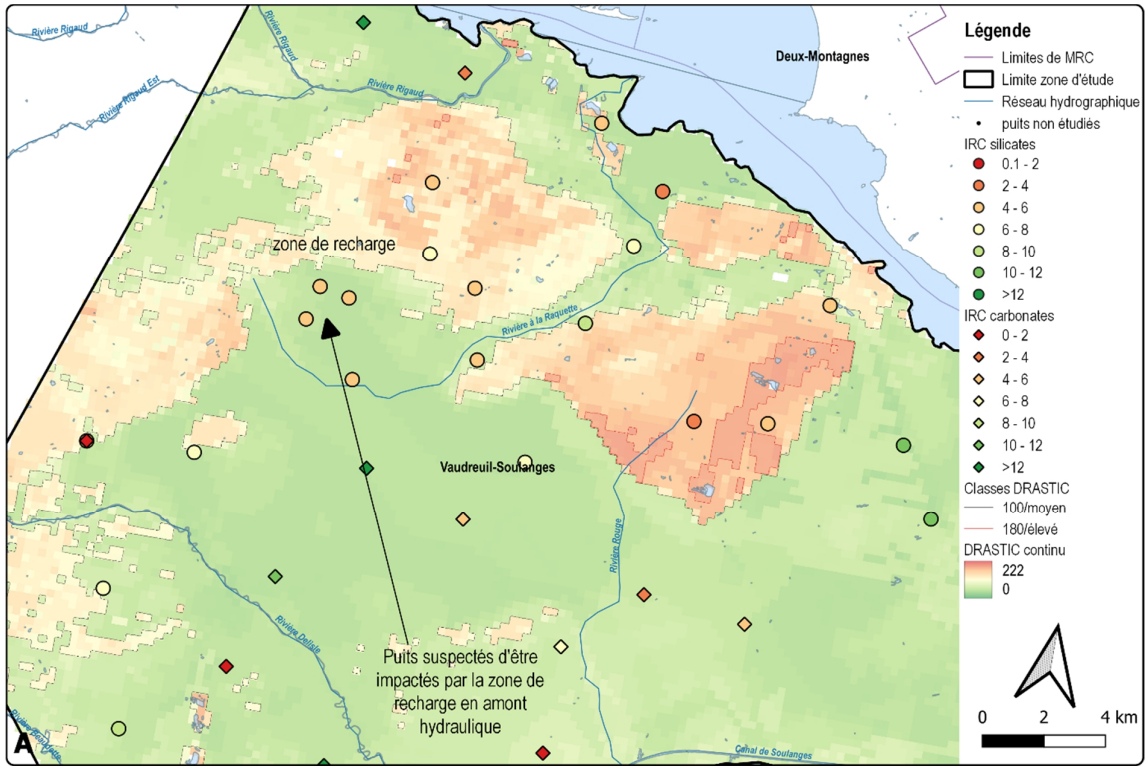 Rivière Rigaud
Rivière Rigaud
Rivière Rigaud Est
Rivière Rigaud
Deux-Montagnes
zone de recharge
Rivière à la Raquette
Vaudreuil-Soulanges
Rivière Rouge
Rivière Delisle
Puits suspectés d'être
impactés par la zone de
recharge en amont
hydraulique
Canal de Soulanges
A
Légende
Limites de MRC
Limite zone d'étude
Réseau hydrographique
puits non étudiés
IRC silicates
0.1 - 2
2 - 4
4 - 6
6 - 8
8 - 10
10 - 12
>12
IRC carbonates
0 - 2
2 - 4
4 - 6
6 - 8
8 - 10
10 - 12
>12
Classes DRASTIC
100/moyen
180/élevé
DRASTIC continu
222
0
0 2 4 km